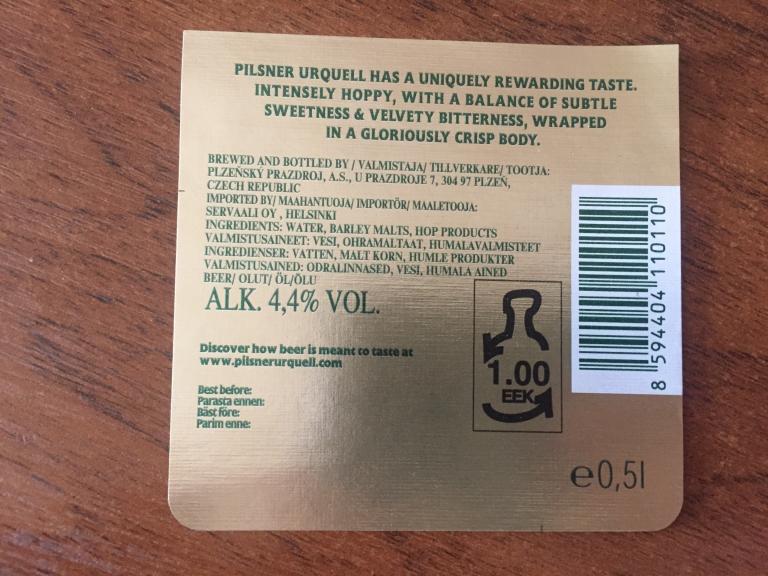 PILSNER URQUELL HAS A UNIQUELY REWARDING TASTE.
INTENSELY HOPPY, WITH A BALANCE OF SUBTLE
SWEETNESS & VELVETY BITTERNESS, WRAPPED
IN A GLORIOUSLY CRISP BODY.
BREWED AND BOTTLED BY / VALMISTAJA/ TILLVERKARE/ TOOTJA:
PLZEŇSKÝ PRAZDROJ, A.S., U PRAZDROJE 7, 304 97 PLZEŇ,
CZECH REPUBLIC
IMPORTED BY/ MAAHANTUOJA/ IMPORTÖR/ MAALETOOJA:
SERVAALI OY , HELSINKI
INGREDIENTS: WATER, BARLEY MALTS, HOP PRODUCTS
VALMISTUSAINEET: VESI, OHRAMALTAAT, HUMALAVALMISTEET
INGREDIENSER: VATTEN, MALT KORN, HUMLE PRODUKTER
VALMISTUSAINED: ODRALINNASED, VESI, HUMALA AINED
BEER/ OLUT/ ÖL/ÕLU
ALK. 4,4% VOL.
Discover how beer is meant to taste at
www.pilsnerurquell.com
Best before:
Parasta ennen:
Bäst före:
Parim enne:
1.00
EEK
8 594404 110110
e0,5l